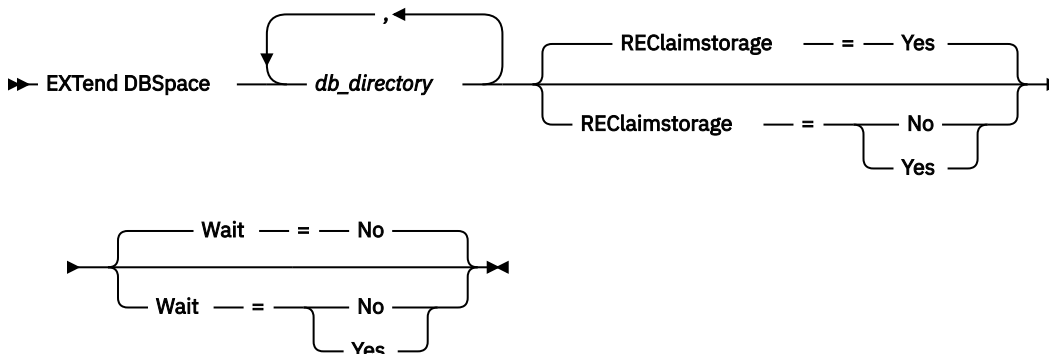 ,
REClaimstorage = Yes
EXTend DBSpace db_directory
REClaimstorage = No
Yes
Wait = No
Wait = No
Yes